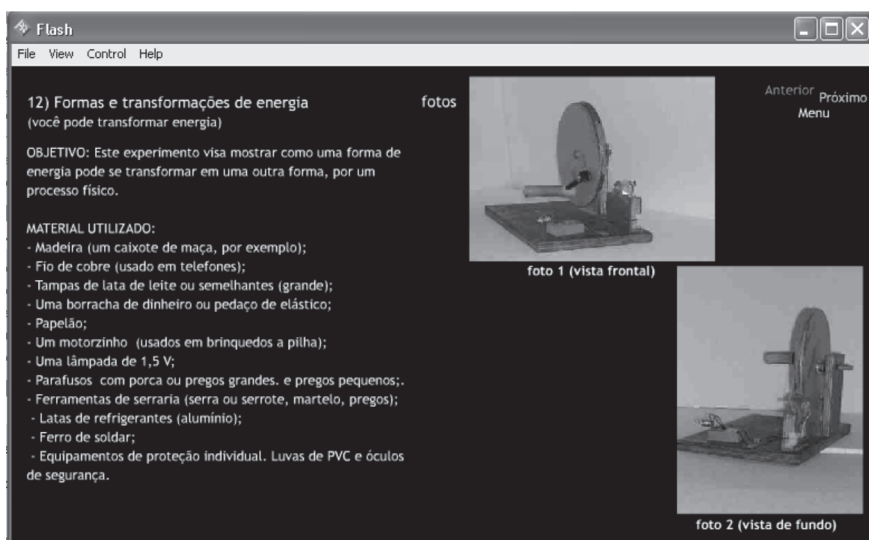 Flash
File View Control Help
12) Formas e transformações de energia
(você pode transformar energia)
OBJETIVO: Este experimento visa mostrar como uma forma de
energia pode se transformar em uma outra forma, por um
processo físico.
MATERIAL UTILIZADO:
- Madeira (um caixote de maça, por exemplo);
- Fio de cobre (usado em telefones);
- Tampas de lata de leite ou semelhantes (grande);
- Uma borracha de dinheiro ou pedaço de elástico;
- Papelão;
- Um motorzinho (usados em brinquedos a pilha);
- Uma lâmpada de 1,5 V;
- Parafusos com porca ou pregos grandes. e pregos pequenos;.
- Ferramentas de serraria (serra ou serrote, martelo, pregos);
- Latas de refrigerantes (alumínio);
- Ferro de soldar;
- Equipamentos de proteção individual. Luvas de PVC e óculos
de segurança.
fotos
foto 1 (vista frontal)
Anterior Próximo
Menu
foto 2 (vista de fundo)